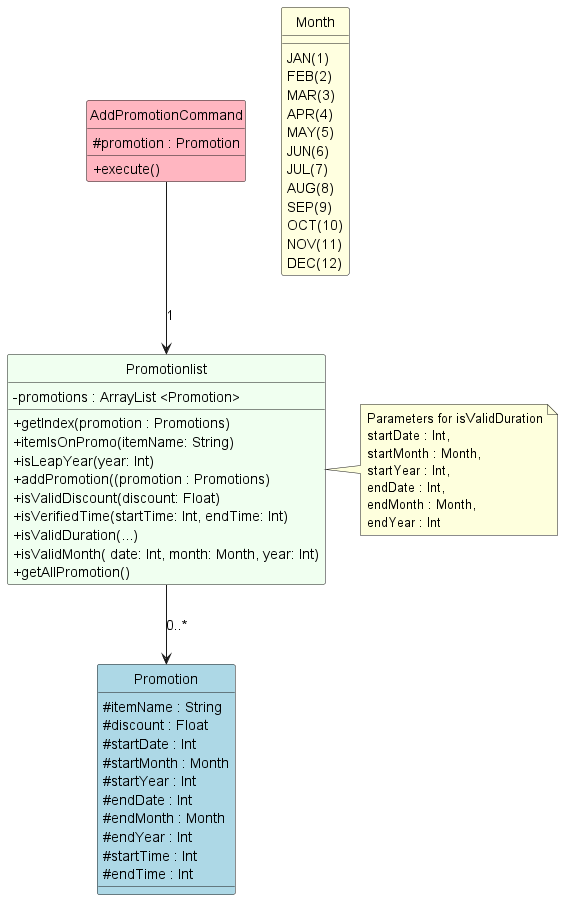 Month
JAN(1)
FEB(2)
MAR(3)
APR(4)
MAY(5)
JUN(6)
JUL(7)
AUG(8)
SEP(9)
OCT(10)
NOV(11)
DEC(12)
AddPromotionCommand
#promotion : Promotion
+execute()
1
Promotionlist
-promotions : ArrayList <Promotion>
+getIndex(promotion : Promotions)
+itemIsOnPromo(itemName: String)
+isLeapYear(year: Int)
+addPromotion((promotion : Promotions)
+isValidDiscount(discount: Float)
+isVerifiedTime(startTime: Int, endTime: Int)
+isValidDuration(...)
+isValidMonth( date: Int, month: Month, year: Int)
+getAllPromotion()
Parameters for isValidDuration
startDate : Int,
startMonth : Month,
startYear : Int,
endDate : Int,
endMonth : Month,
endYear : Int
0..*
Promotion
#itemName : String
#discount : Float
#startDate : Int
#startMonth : Month
#startYear : Int
#endDate : Int
#endMonth : Month
#endYear : Int
#startTime : Int
#endTime : Int